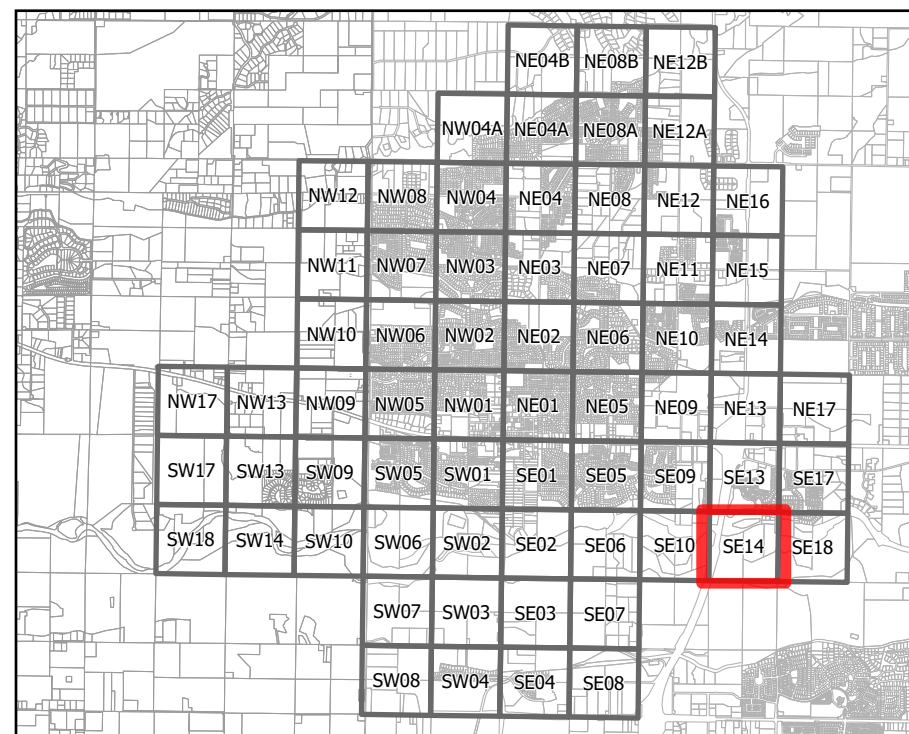 NE04B NE08B NE12B
NW04A NE04A NE08A NE12A
NW12 NW08 NW04 NE04 NE08 NE12 NE16
NW11 NW07 NW03 NE03 NE07 NE11 NE15
NW10 NW06 NW02 NE02 NE06 NE10 NE14
NW17 NW13 NW09 NW05 NW01 NE01 NE05 NE09 NE13 NE17
SW17 SW13 SW09 SW05 SW01 SE01 SE05 SE09 SE13 SE17
SW18 SW14 SW10 SW06 SW02 SE02 SE06 SE10 SE14 SE18
SW07 SW03 SE03 SE07
SW08 SW04 SE04 SE08